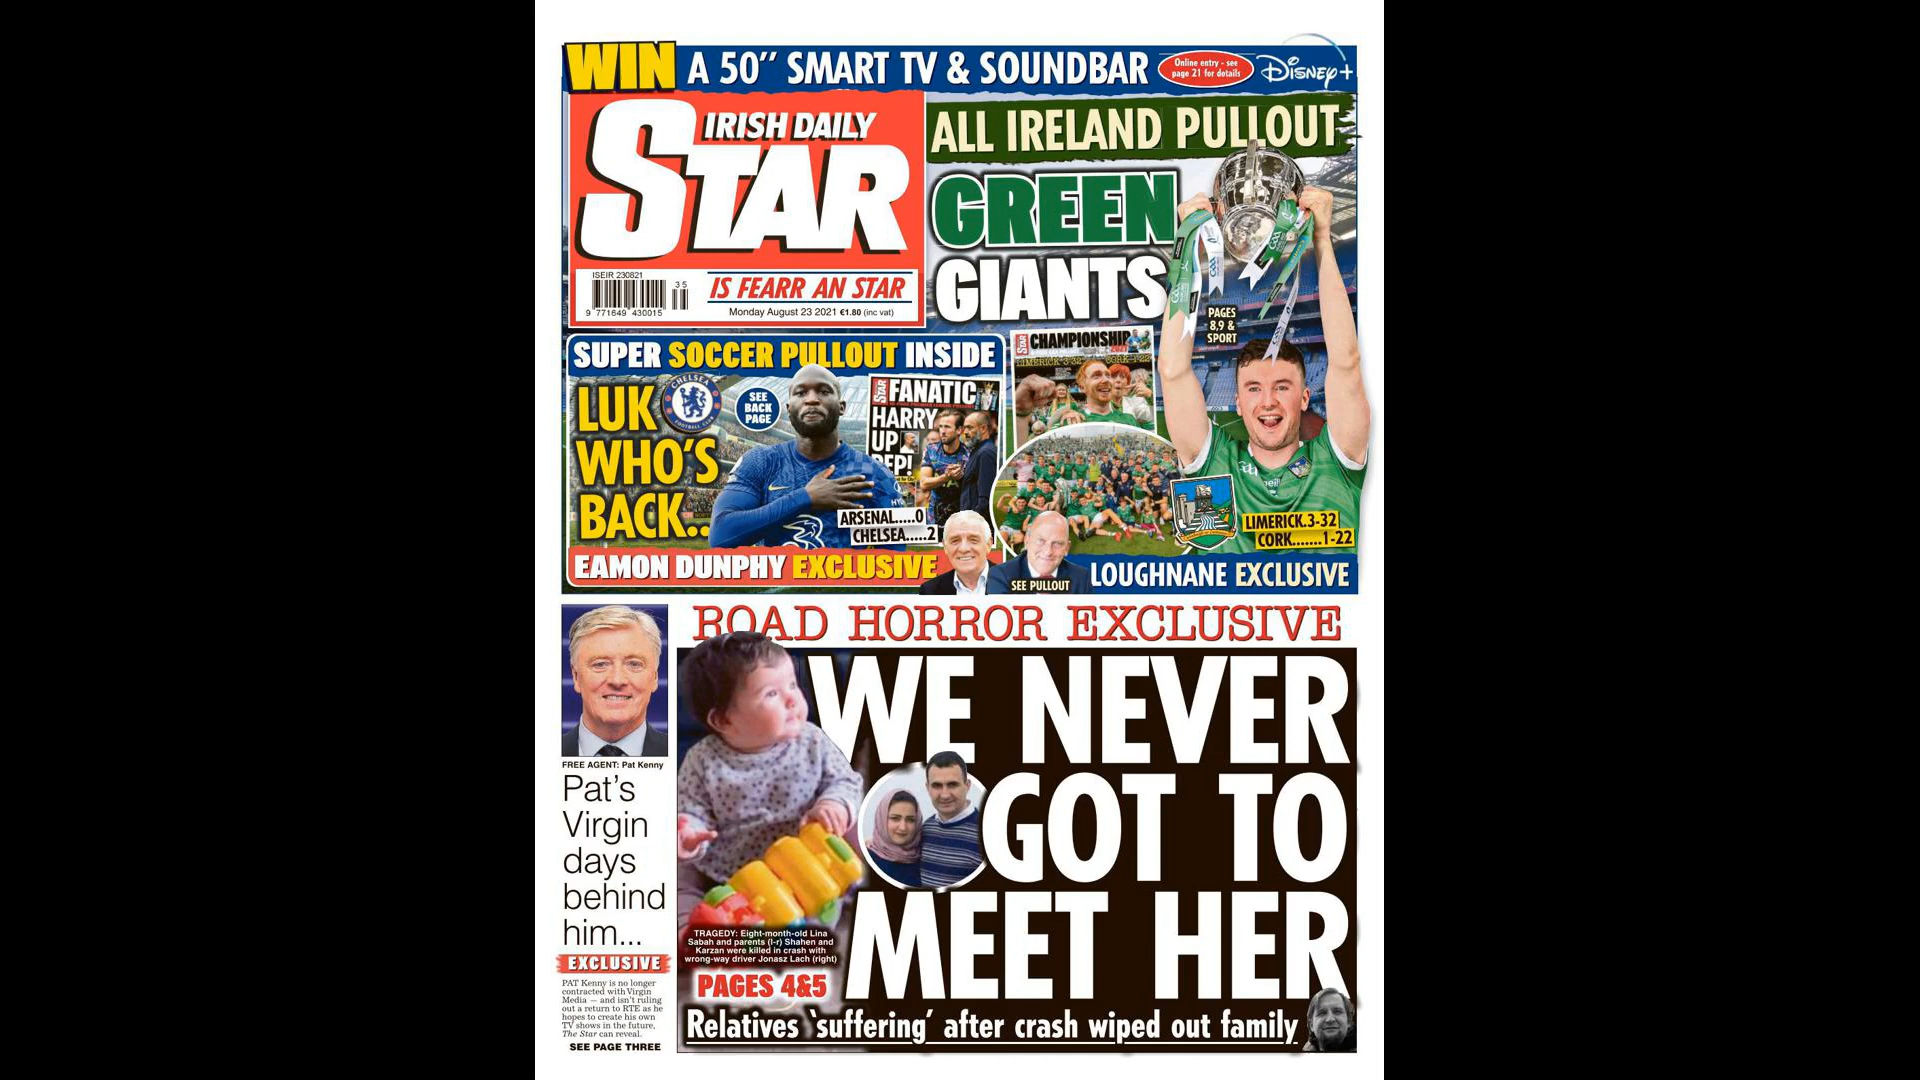 WIN A 50" SMART TV & SOUNDBAR
Online entry - see
page 21 for details
Disney+
IRISH DAILY
STAR
ISEIR 230821
35
9 771649 430015
IS FEARR AN STAR
Monday August 23 2021 €1.80 (inc vat)
ALL IRELAND PULLOUT
GREEN
GIANTS
PAGES
8,9 &
SPORT
STAR CHAMPIONSHIP
2021
LIMERICK 3-32 CORK 1-22
LIMERICK.3-32
CORK.......1-22
SEE PULLOUT
LOUGHNANE EXCLUSIVE
SUPER SOCCER PULLOUT INSIDE
LUK
WHO'S
BACK..
CHELSEA
FOOTBALL CLUB
SEE
BACK
PAGE
STAR FANATIC
HARRY
UP
PEP!
ARSENAL.....0
CHELSEA.....2
EAMON DUNPHY EXCLUSIVE
FREE AGENT: Pat Kenny
Pat's
Virgin
days
behind
him...
EXCLUSIVE
PAT Kenny is no longer
contracted with Virgin
Media — and isn't ruling
out a return to RTE as he
hopes to create his own
TV shows in the future,
The Star can reveal.
SEE PAGE THREE
ROAD HORROR EXCLUSIVE
WE NEVER
GOT TO
MEET HER
TRAGEDY: Eight-month-old Lina
Sabah and parents (l-r) Shahen and
Karzan were killed in crash with
wrong-way driver Jonasz Lach (right)
PAGES 4&5
Relatives 'suffering' after crash wiped out family